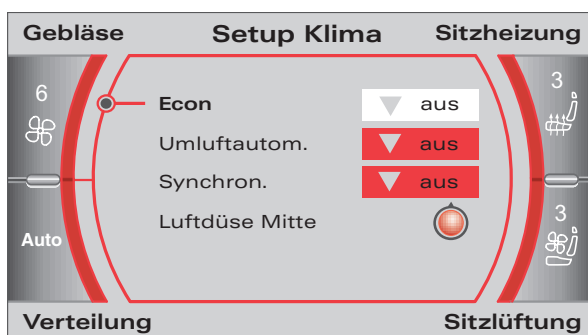 Gebläse Setup Klima Sitzheizung
6 3
Econ aus
Umluftautom. aus
Synchron. aus
Luftdüse Mitte
3
Auto
Verteilung Sitzlüftung